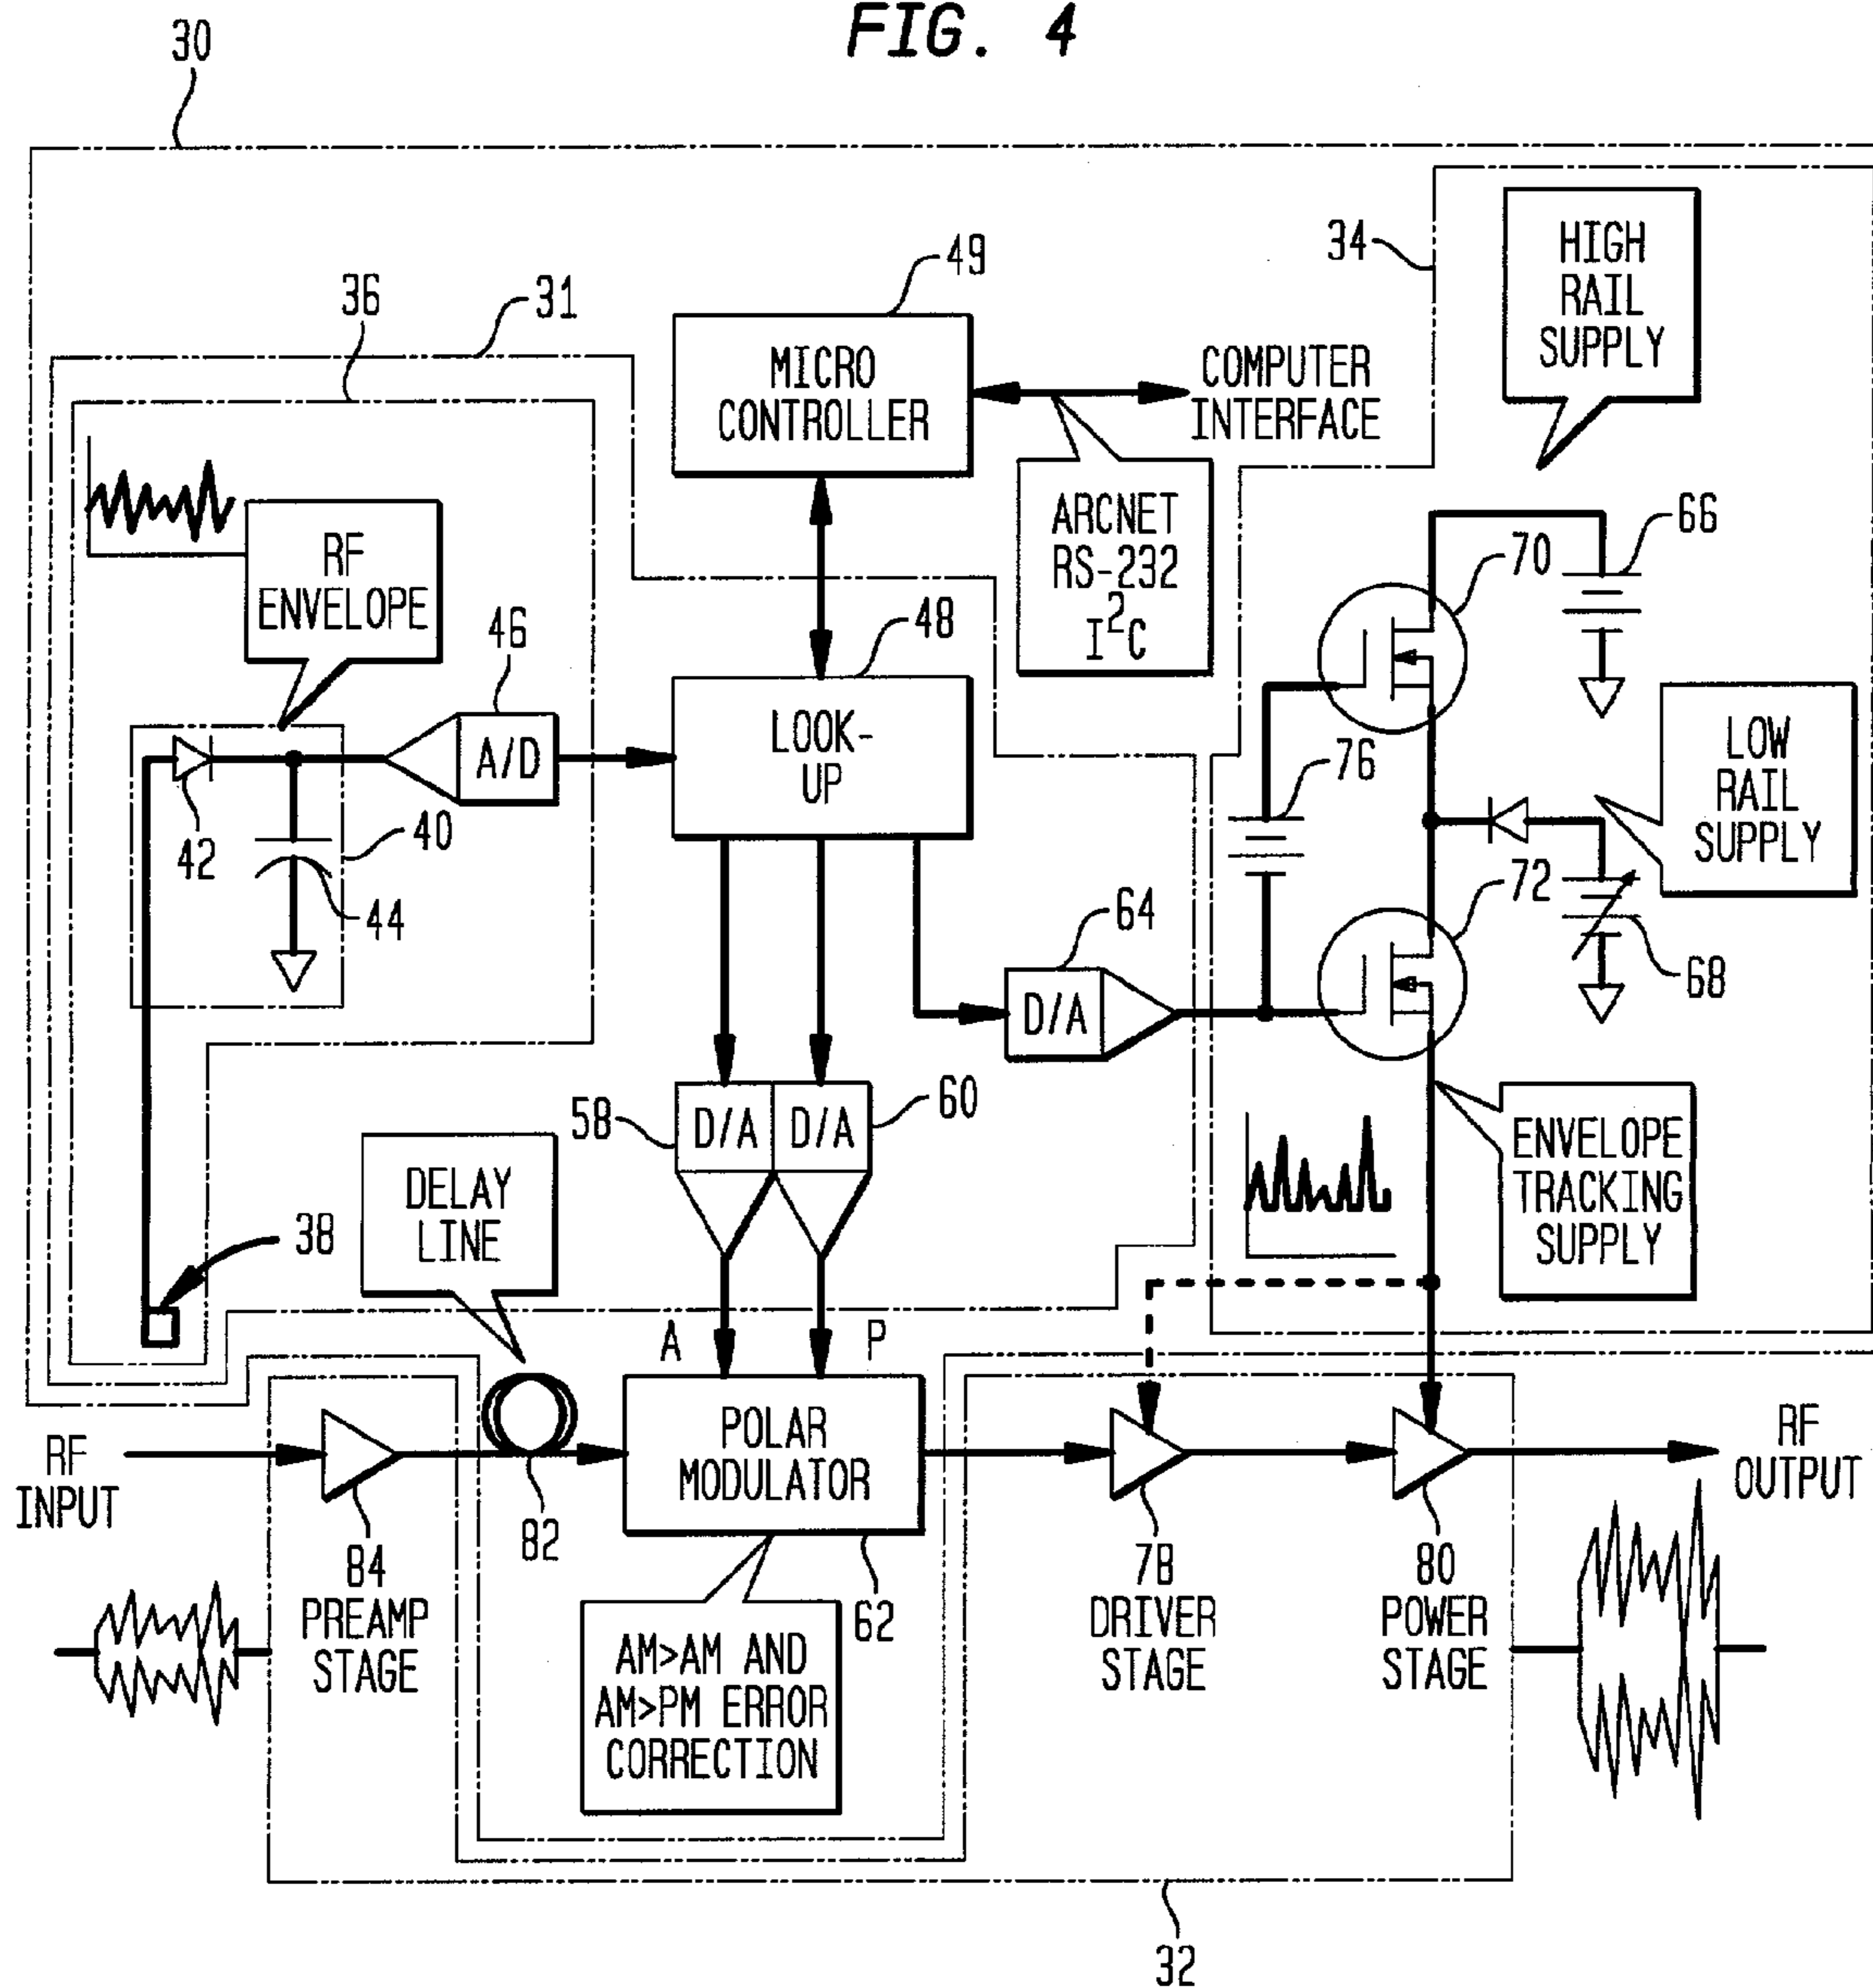 FIG. 4
30
34
HIGH
RAIL
SUPPLY
49
36
31
MICRO
CONTROLLER
COMPUTER
INTERFACE
ARCNET
RS-232
I²C
66
70
RF
ENVELOPE
46
48
A/D
LOOK-
UP
76
LOW
RAIL
SUPPLY
42
40
44
72
64
68
D/A
58
D/A
D/A
60
ENVELOPE
TRACKING
SUPPLY
DELAY
LINE
38
A
P
RF
INPUT
POLAR
MODULATOR
RF
OUTPUT
84
PREAMP
STAGE
82
62
78
DRIVER
STAGE
80
POWER
STAGE
AM>AM AND
AM>PM ERROR
CORRECTION
32